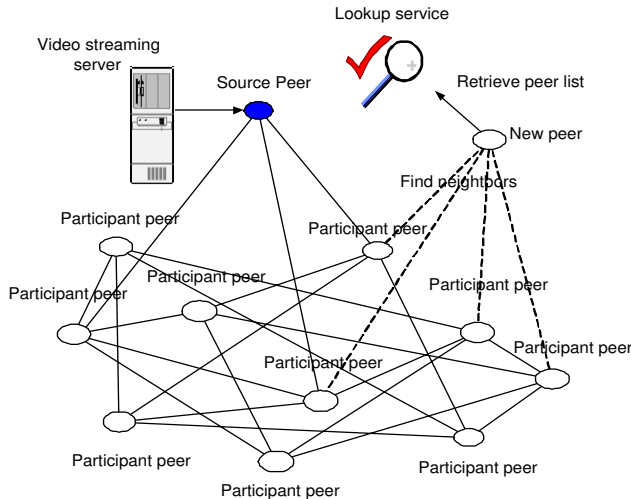 Lookup service
Video streaming
server
Source Peer
Retrieve peer list
New peer
Find neighbors
Participant peer
Participant peer
Participant peer
Participant peer
Participant peer
Participant peer
Participant peer
Participant peer
Participant peer
Participant peer